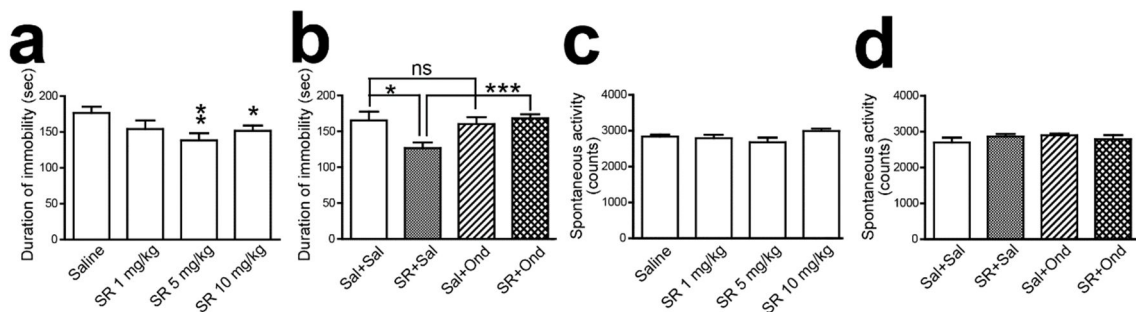 a
Duration of immobility (sec)
200
150
100
50
0
**
*
Saline
SR 1 mg/kg
SR 5 mg/kg
SR 10 mg/kg
b
Duration of immobility (sec)
200
150
100
50
0
ns
*
***
Sal+Sal
SR+Sal
Sal+Ond
SR+Ond
c
Spontaneous activity
(counts)
4000
3000
2000
1000
0
Saline
SR 1 mg/kg
SR 5 mg/kg
SR 10 mg/kg
d
Spontaneous activity
(counts)
4000
3000
2000
1000
0
Sal+Sal
SR+Sal
Sal+Ond
SR+Ond